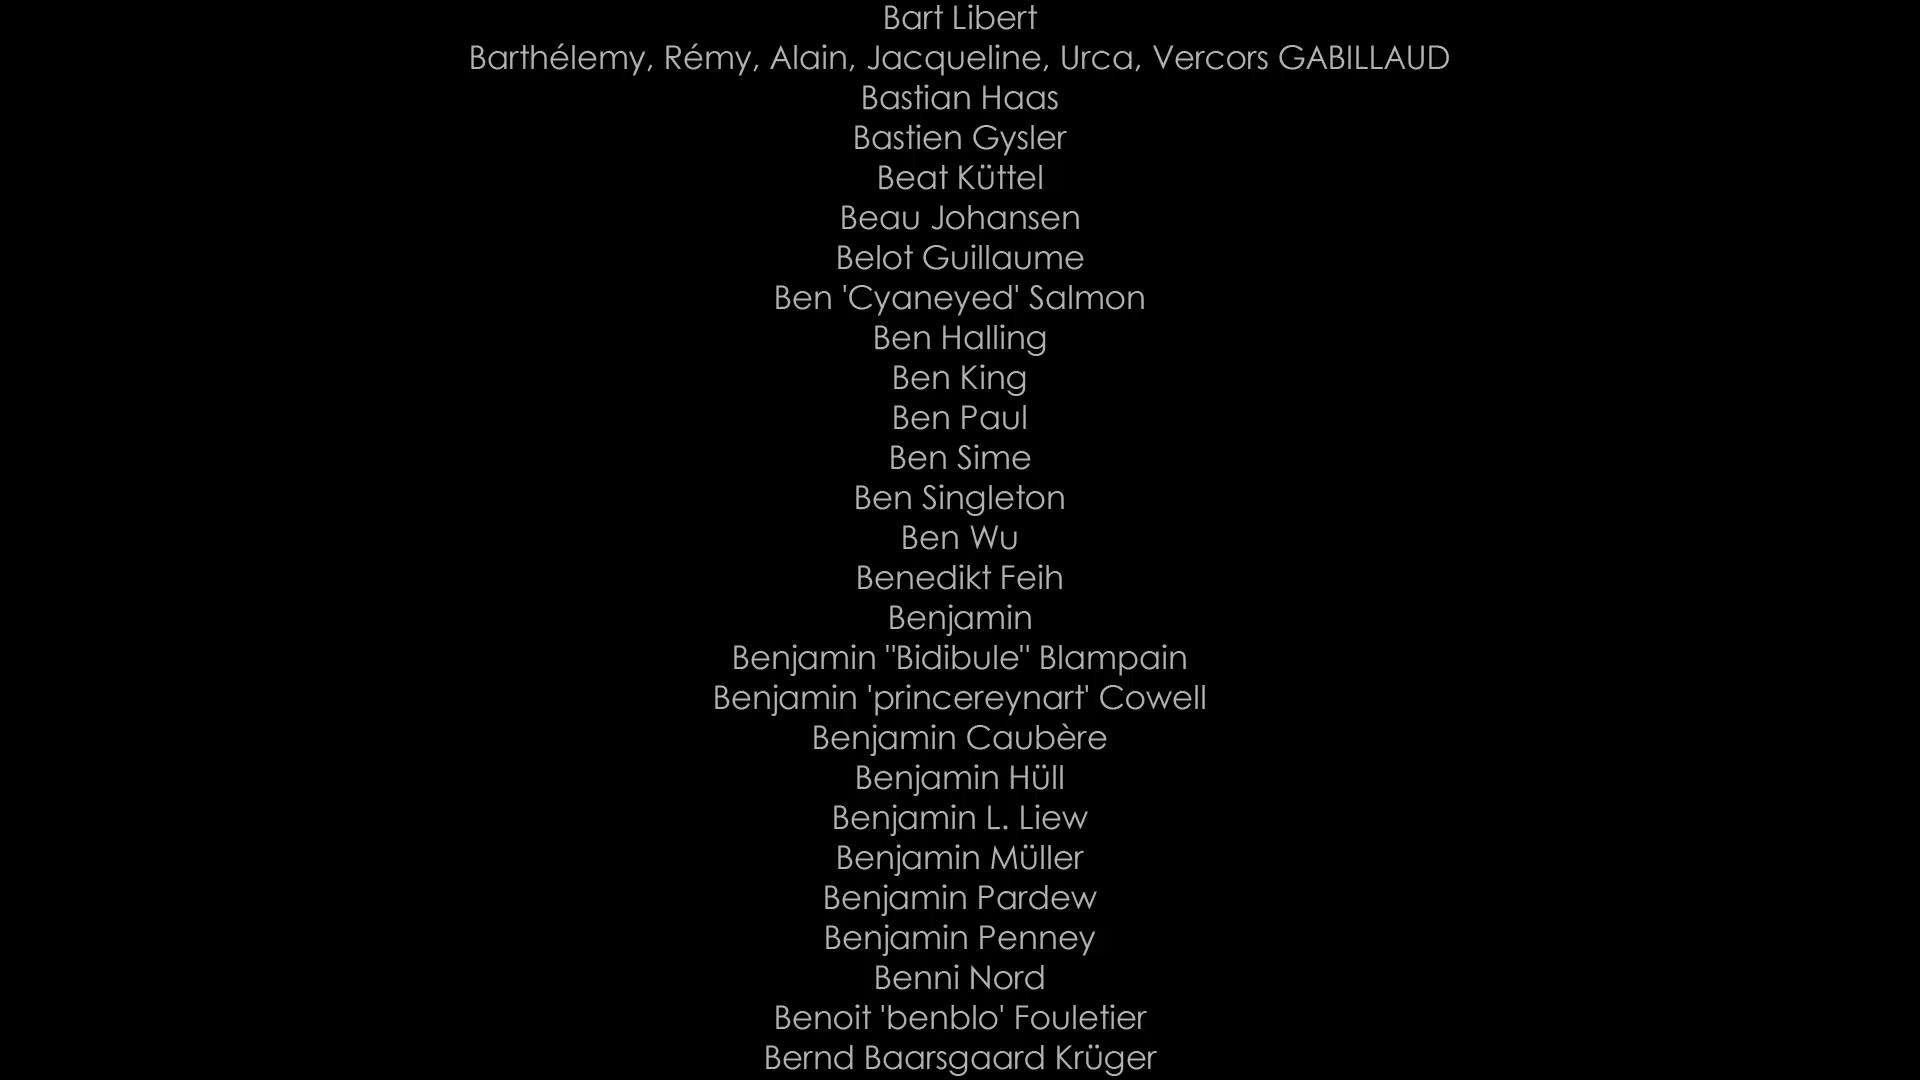 Bart Libert
Barthélemy, Rémy, Alain, Jacqueline, Urca, Vercors GABILLAUD
Bastian Haas
Bastien Gysler
Beat Küttel
Beau Johansen
Belot Guillaume
Ben 'Cyaneyed' Salmon
Ben Halling
Ben King
Ben Paul
Ben Sime
Ben Singleton
Ben Wu
Benedikt Feih
Benjamin
Benjamin "Bidibule" Blampain
Benjamin 'princereynart' Cowell
Benjamin Caubère
Benjamin Hüll
Benjamin L. Liew
Benjamin Müller
Benjamin Pardew
Benjamin Penney
Benni Nord
Benoit 'benblo' Fouletier
Bernd Baarsgaard Krüger